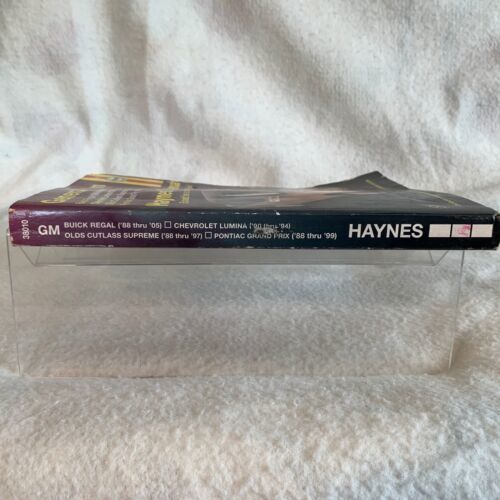 38010
GM
BUICK REGAL ('88 thru '05) □ CHEVROLET LUMINA ('90 thru '94)
OLDS CUTLASS SUPREME ('88 thru '97) □ PONTIAC GRAND PRIX ('88 thru '99)
HAYNES